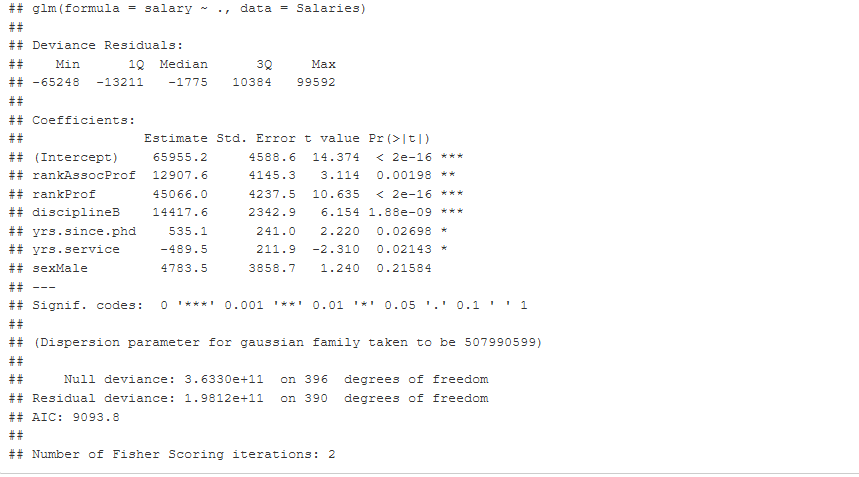 ## glm(formula = salary ~ ., data = Salaries)
##
## Deviance Residuals:
##    Min      1Q  Median      3Q     Max
## -65248  -13211   -1775   10384   99592
##
## Coefficients:
##               Estimate Std. Error t value Pr(>|t|)
## (Intercept)    65955.2     4588.6  14.374  < 2e-16 ***
## rankAssocProf  12907.6     4145.3   3.114  0.00198 **
## rankProf       45066.0     4237.5  10.635  < 2e-16 ***
## disciplineB    14417.6     2342.9   6.154 1.88e-09 ***
## yrs.since.phd    535.1      241.0   2.220  0.02698 *
## yrs.service     -489.5      211.9  -2.310  0.02143 *
## sexMale         4783.5     3858.7   1.240  0.21584
## ---
## Signif. codes:  0 '***' 0.001 '**' 0.01 '*' 0.05 '.' 0.1 ' ' 1
##
## (Dispersion parameter for gaussian family taken to be 507990599)
##
##     Null deviance: 3.6330e+11  on 396  degrees of freedom
## Residual deviance: 1.9812e+11  on 390  degrees of freedom
## AIC: 9093.8
##
## Number of Fisher Scoring iterations: 2